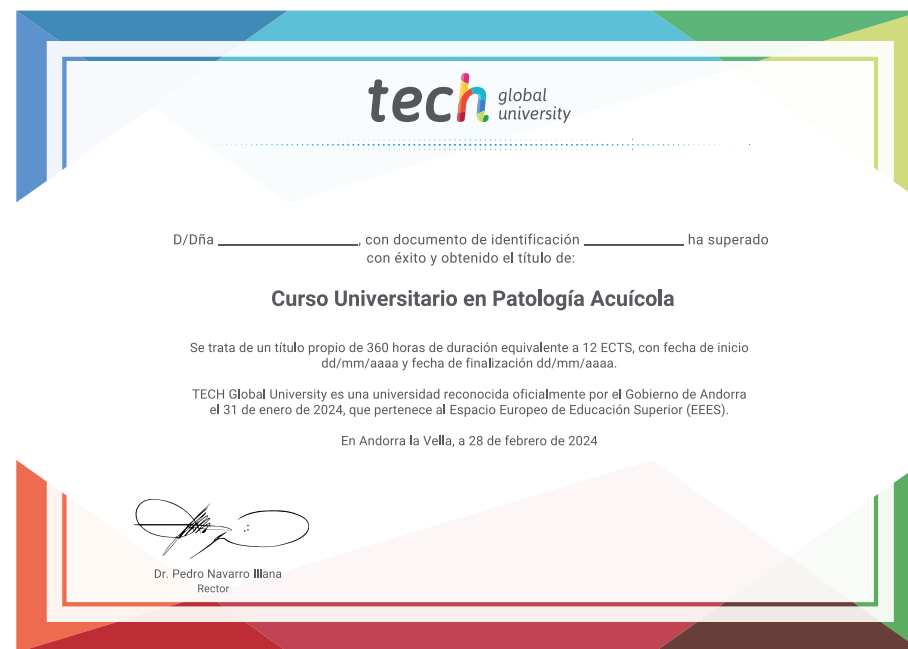 tech global university
D/Dña ____________________, con documento de identificación ______________ ha superado
con éxito y obtenido el título de:
Curso Universitario en Patología Acuícola
Se trata de un título propio de 360 horas de duración equivalente a 12 ECTS, con fecha de inicio
dd/mm/aaaa y fecha de finalización dd/mm/aaaa.
TECH Global University es una universidad reconocida oficialmente por el Gobierno de Andorra
el 31 de enero de 2024, que pertenece al Espacio Europeo de Educación Superior (EEES).
En Andorra la Vella, a 28 de febrero de 2024
Dr. Pedro Navarro Illana
Rector